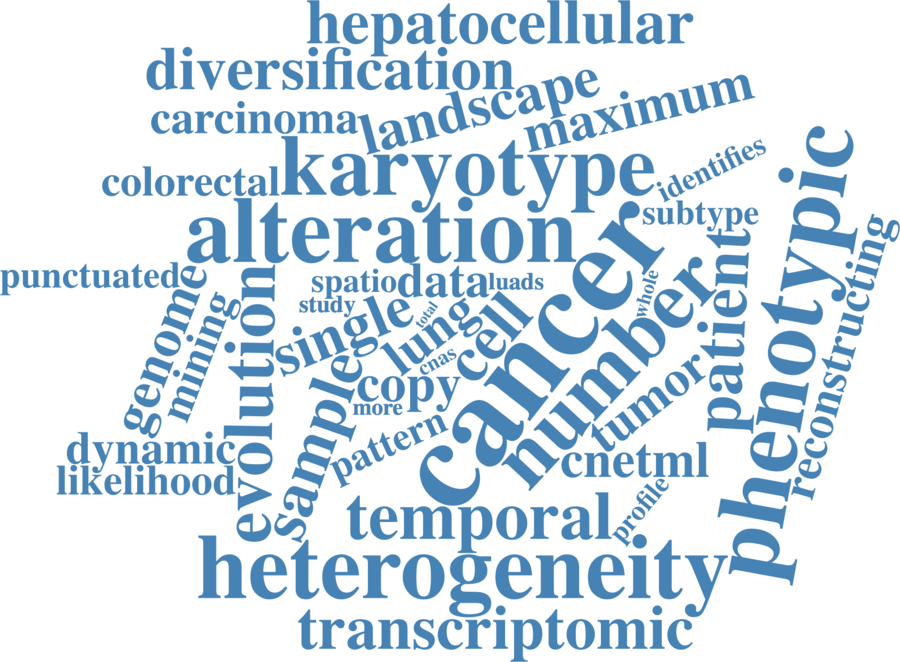 hepatocellular
diversification
landscape
maximum
carcinoma
karyotype
identifies
colorectal
subtype
alteration
phenotypic
cancer
punctuated
spatio
data
luads
whole
patient
reconstructing
genome
mining
evolution
study
single
total
lung
cell
number
cnas
copy
more
sample
tumor
pattern
dynamic
likelihood
cnetml
profile
temporal
heterogeneity
transcriptomic